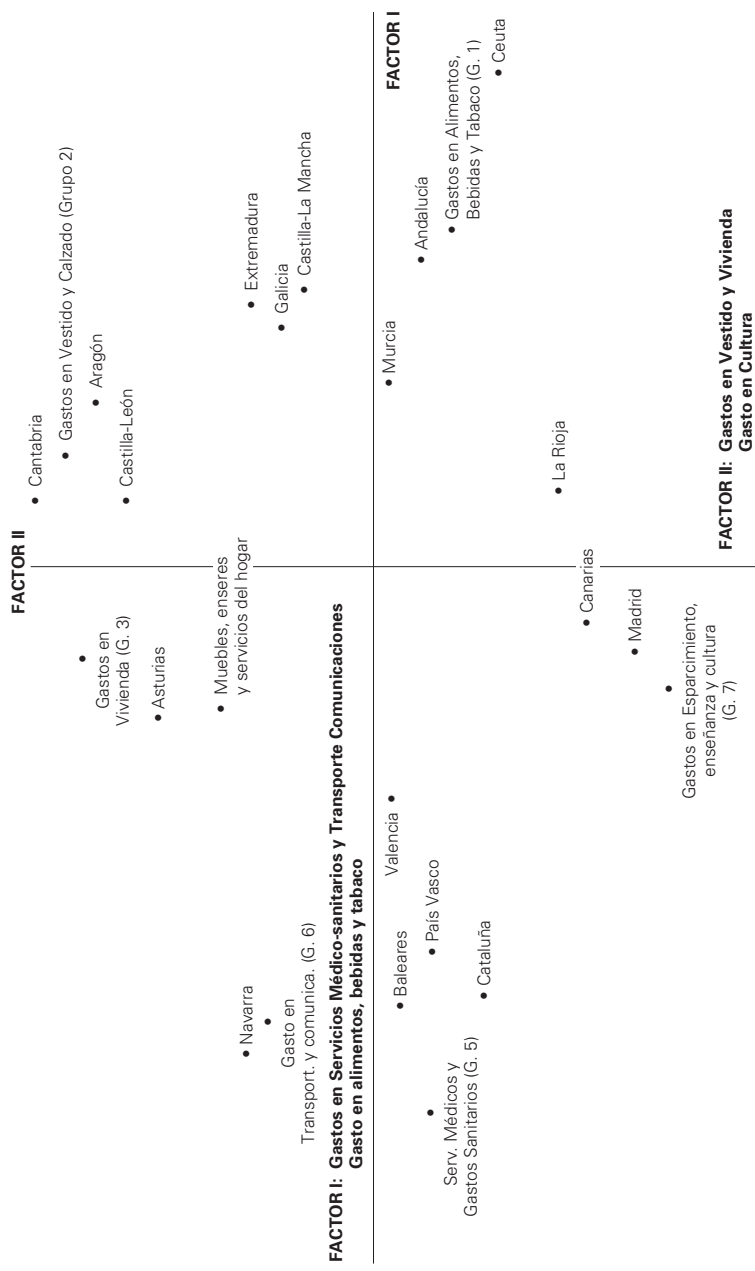 FACTOR II
Cantabria
Gastos en Vestido y Calzado (Grupo 2)
Aragón
Castilla-León
Gastos en
Vivienda (G. 3)
Asturias
Muebles, enseres
y servicios del hogar
Extremadura
Galicia
Castilla-La Mancha
Navarra
Gasto en
Transport. y comunica. (G. 6)
FACTOR I: Gastos en Servicios Médico-sanitarios y Transporte Comunicaciones
Gasto en alimentos, bebidas y tabaco
FACTOR I
Murcia
Andalucía
Gastos en Alimentos,
Bebidas y Tabaco (G. 1)
Ceuta
Valencia
Baleares
País Vasco
Cataluña
Serv. Médicos y
Gastos Sanitarios (G. 5)
La Rioja
Canarias
Madrid
Gastos en Esparcimiento,
enseñanza y cultura
(G. 7)
FACTOR II: Gastos en Vestido y Vivienda
Gasto en Cultura